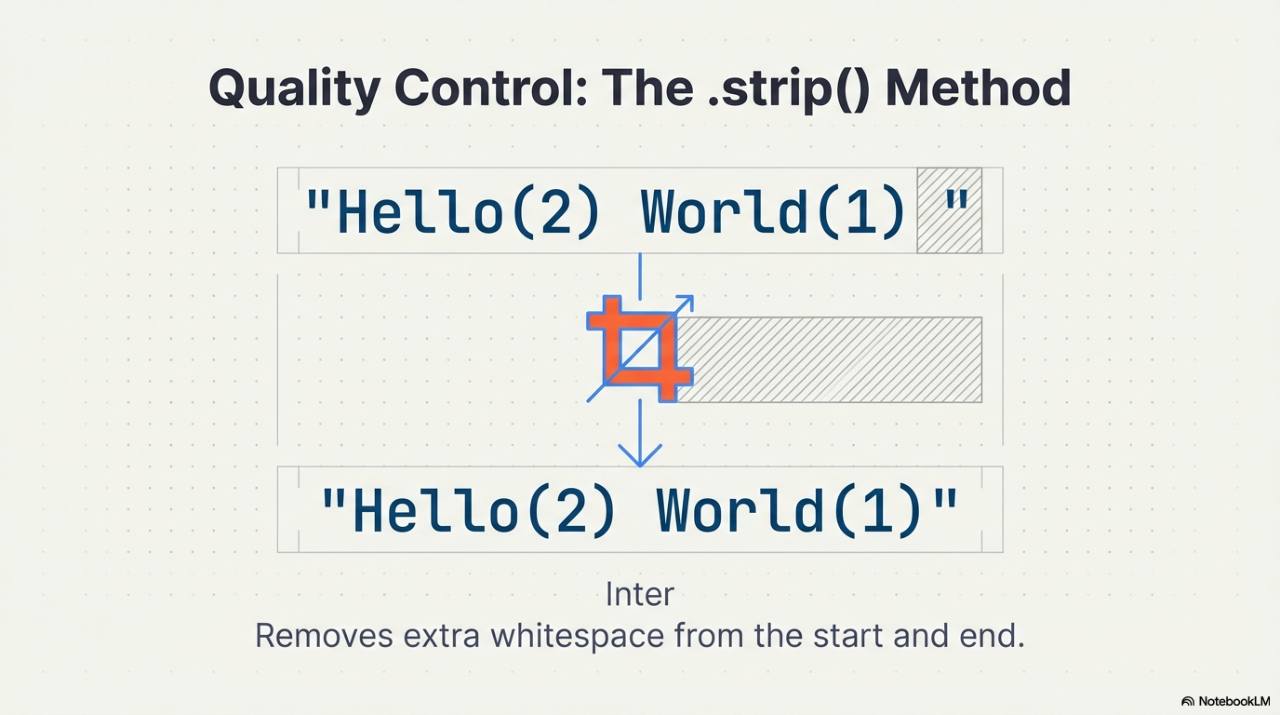 Quality Control: The .strip() Method
"Hello(2) World(1) "
"Hello(2) World(1)"
Inter
Removes extra whitespace from the start and end.
NotebookLM